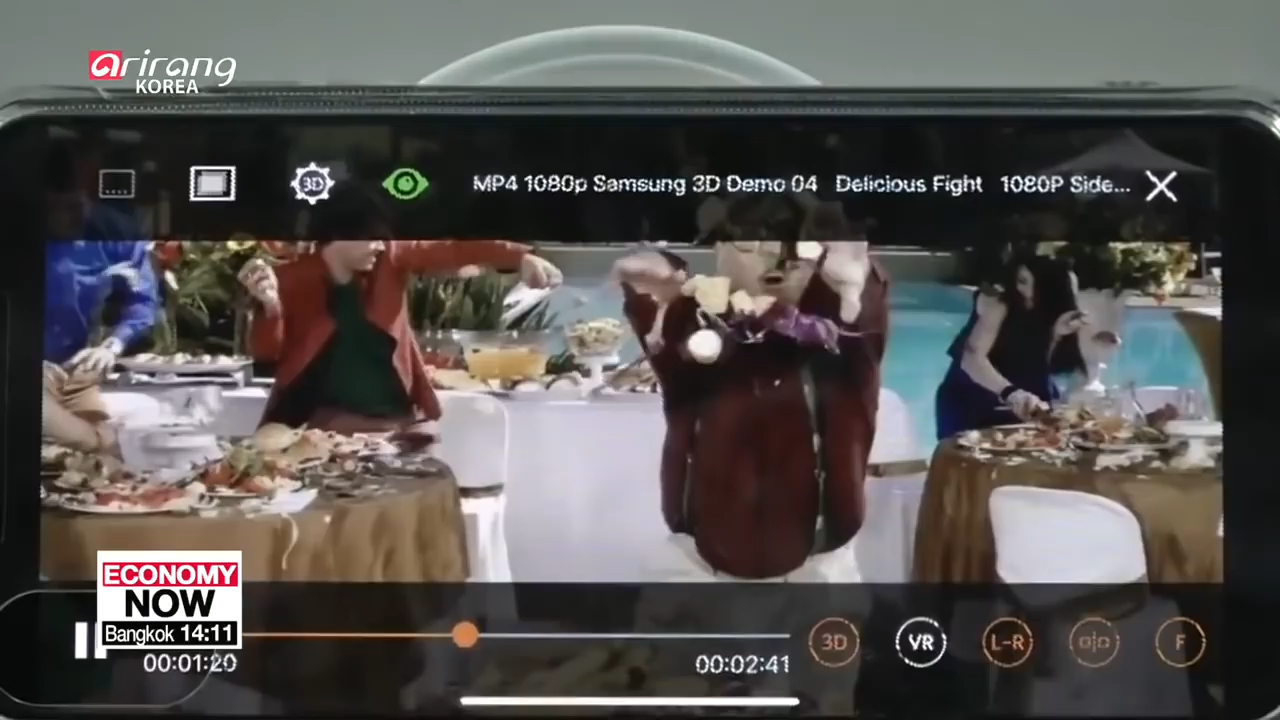 arirang
KOREA
3D
MP4 1080p Samsung 3D Demo 04 Delicious Fight 1080P Side...
ECONOMY
NOW
Bangkok 14:11
00:01:20
00:02:41
3D
VR
L-R
F